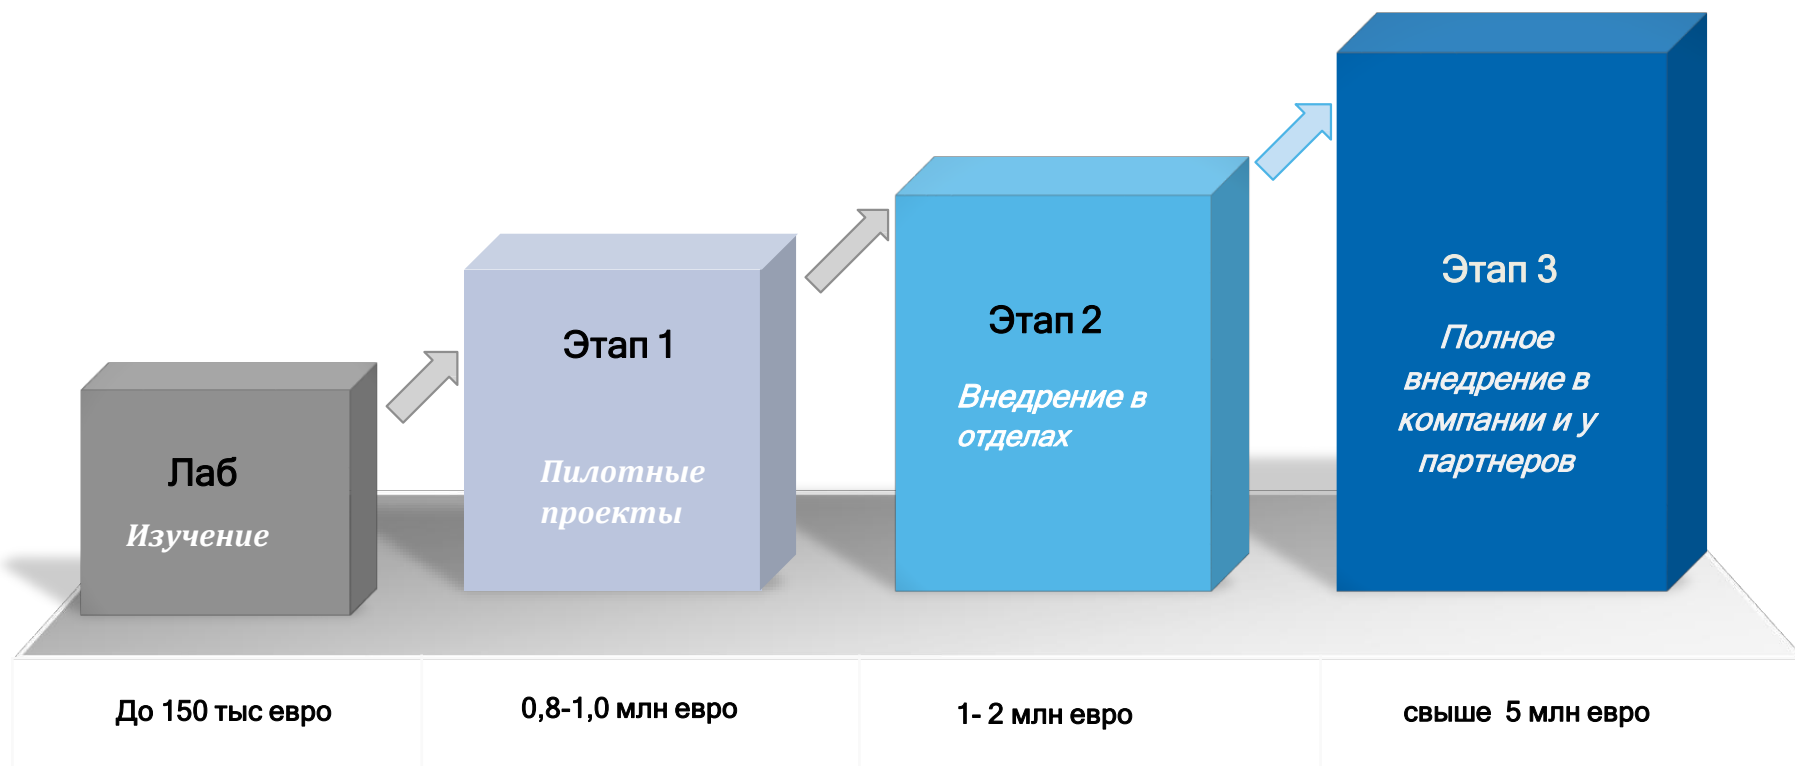 Лаб
Изучение
Этап 1
Пилотные
проекты
Этап 2
Внедрение в
отделах
Этап 3
Полное
внедрение в
компании и у
партнеров
До 150 тыс евро
0,8-1,0 млн евро
1- 2 млн евро
свыше  5 млн евро